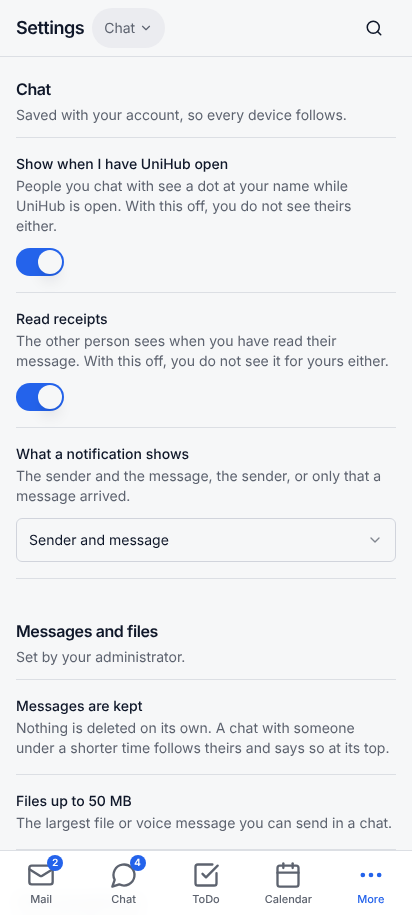 Settings Chat
Chat
Saved with your account, so every device follows.
Show when I have UniHub open
People you chat with see a dot at your name while
UniHub is open. With this off, you do not see theirs
either.
Read receipts
The other person sees when you have read their
message. With this off, you do not see it for yours either.
What a notification shows
The sender and the message, the sender, or only that a
message arrived.
Sender and message
Messages and files
Set by your administrator.
Messages are kept
Nothing is deleted on its own. A chat with someone
under a shorter time follows theirs and says so at its top.
Files up to 50 MB
The largest file or voice message you can send in a chat.
2 4
Mail Chat ToDo Calendar More